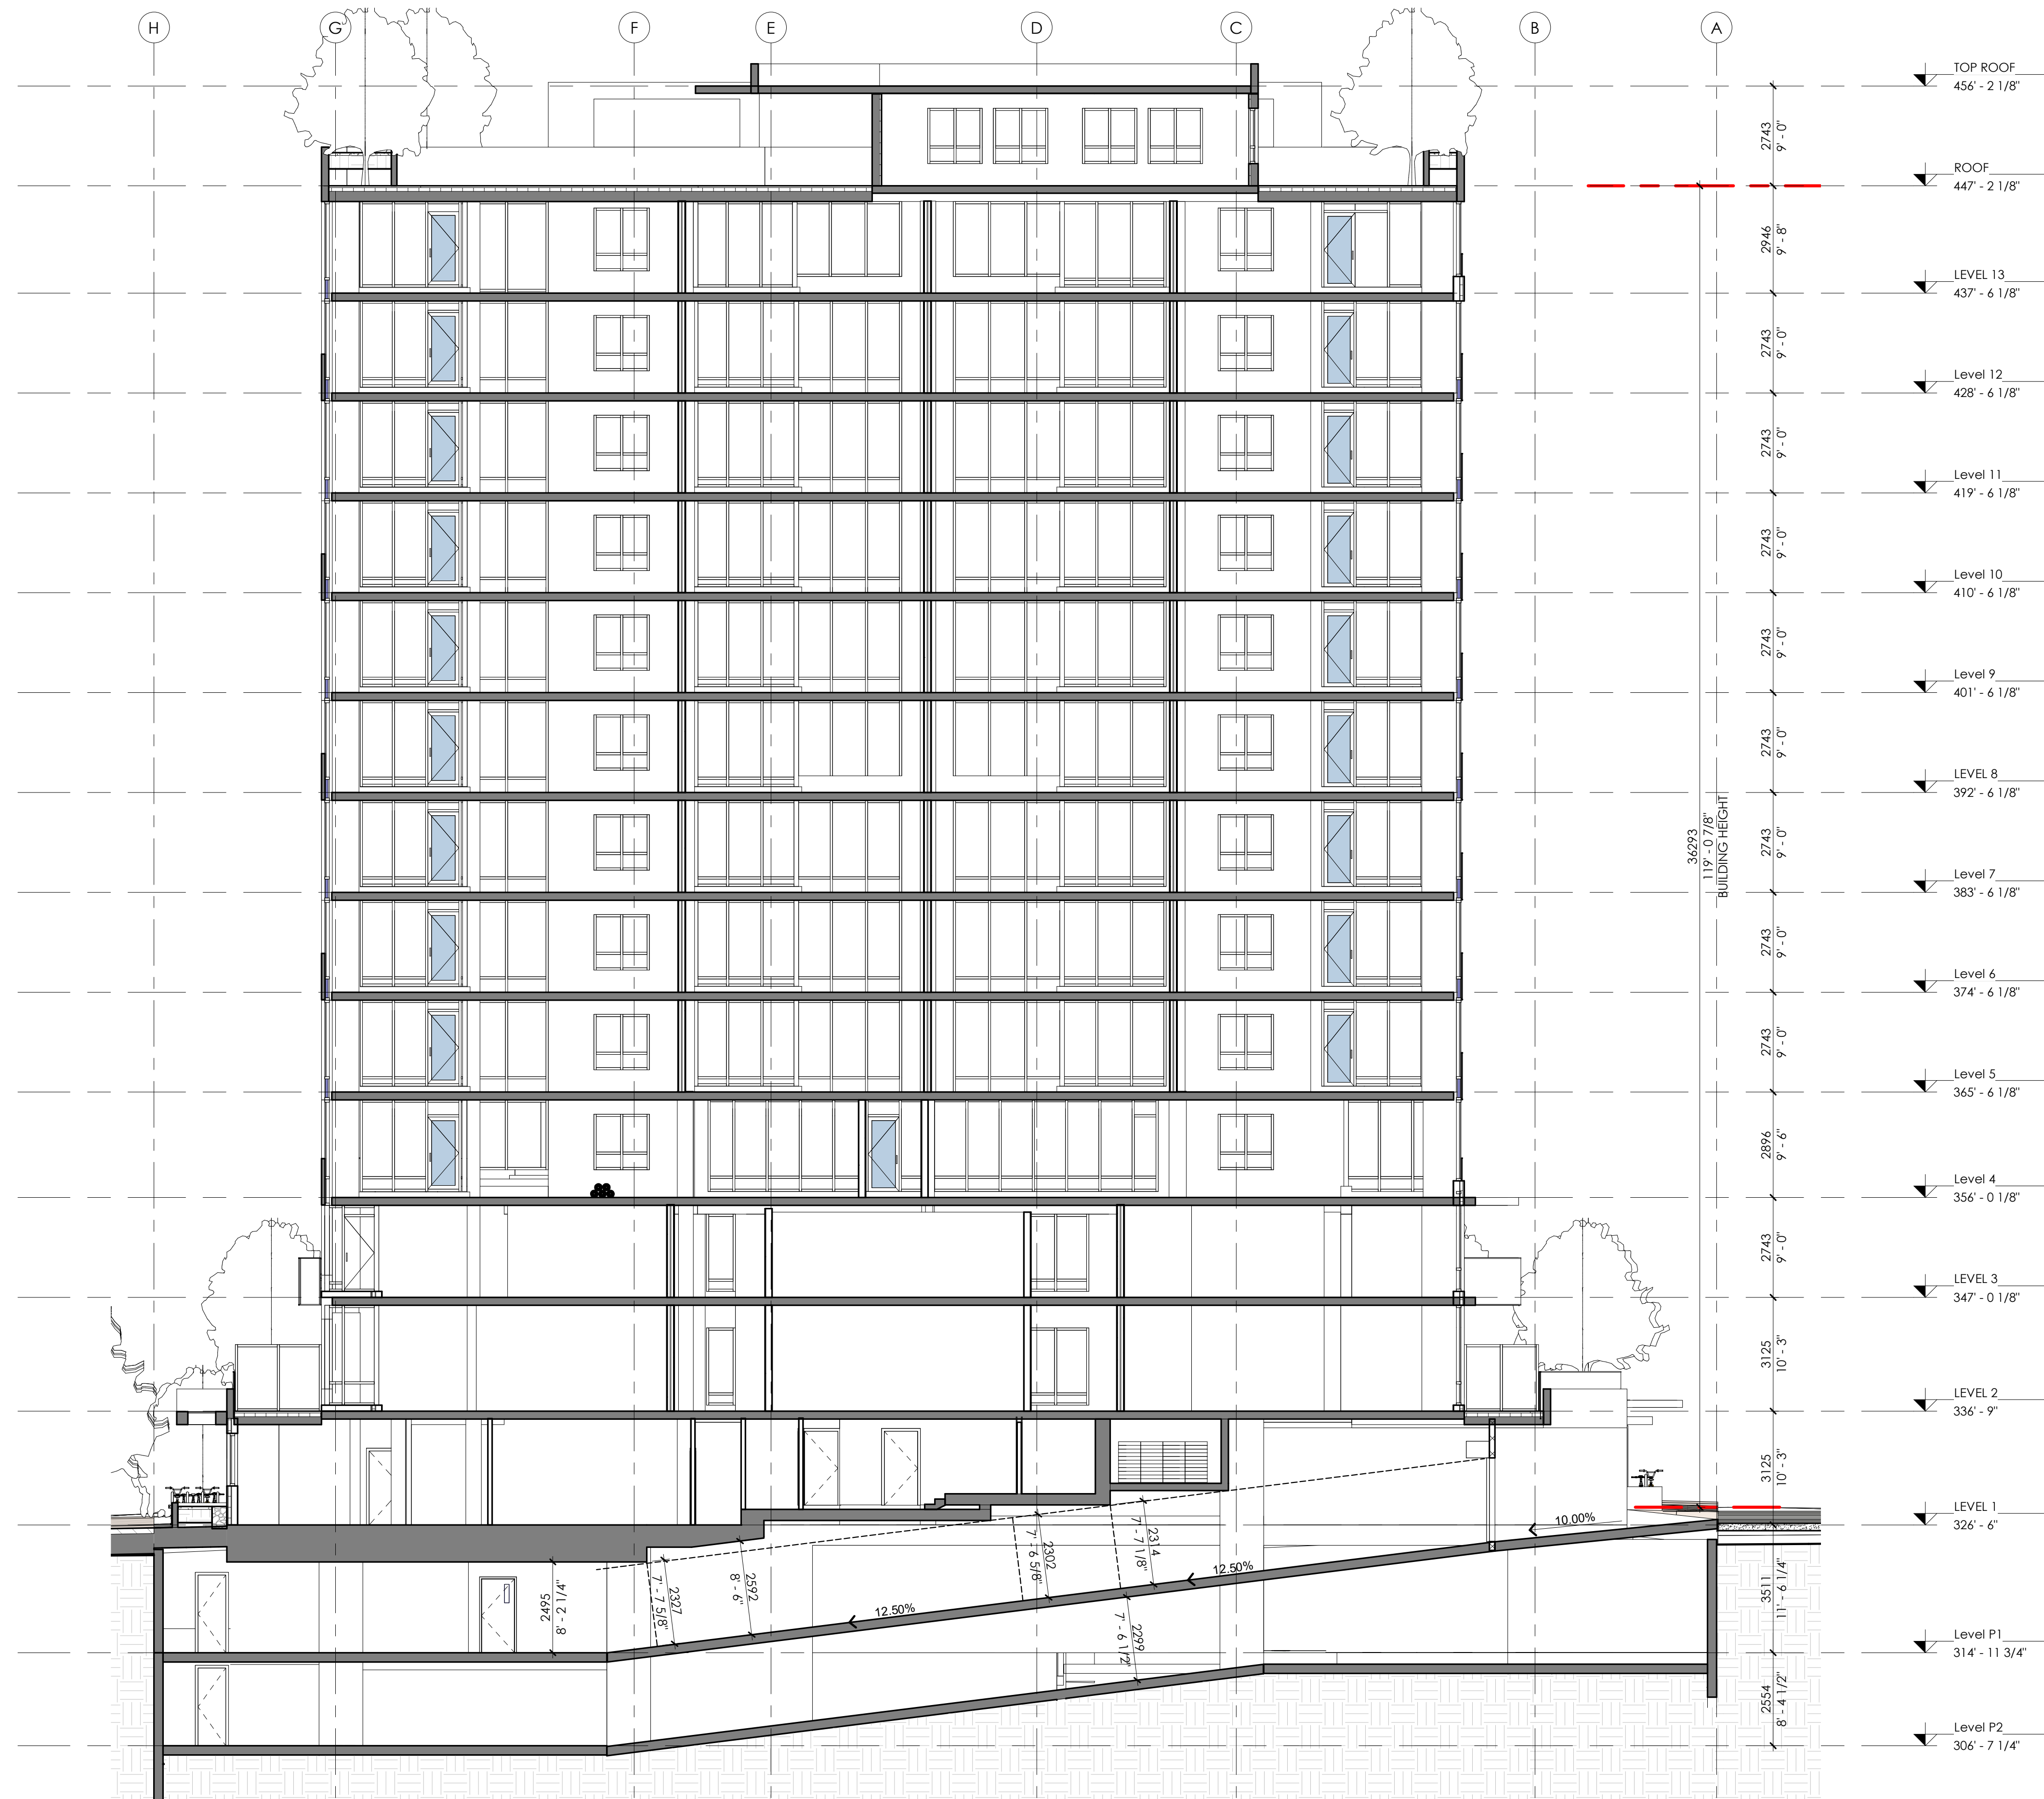 H
G
F
E
D
C
B
A
TOP ROOF
456' - 2 1/8"
2743
9' - 0"
ROOF
447' - 2 1/8"
2946
9' - 8"
LEVEL 13
437' - 6 1/8"
2743
9' - 0"
Level 12
428' - 6 1/8"
2743
9' - 0"
Level 11
419' - 6 1/8"
2743
9' - 0"
Level 10
410' - 6 1/8"
2743
9' - 0"
Level 9
401' - 6 1/8"
2743
9' - 0"
LEVEL 8
392' - 6 1/8"
36293
119' - 0 7/8"
BUILDING HEIGHT
2743
9' - 0"
Level 7
383' - 6 1/8"
2743
9' - 0"
Level 6
374' - 6 1/8"
2743
9' - 0"
Level 5
365' - 6 1/8"
2896
9' - 6"
Level 4
356' - 0 1/8"
2743
9' - 0"
LEVEL 3
347' - 0 1/8"
3125
10' - 3"
LEVEL 2
336' - 9"
3125
10' - 3"
LEVEL 1
326' - 6"
10.00%
12.50%
12.50%
2314
7' - 7 1/8"
2302
7' - 6 5/8"
2592
8' - 6"
2327
7' - 7 5/8"
2495
8' - 2 1/4"
2299
7' - 6 1/2"
3511
11' - 6 1/4"
Level P1
314' - 11 3/4"
2554
8' - 4 1/2"
Level P2
306' - 7 1/4"